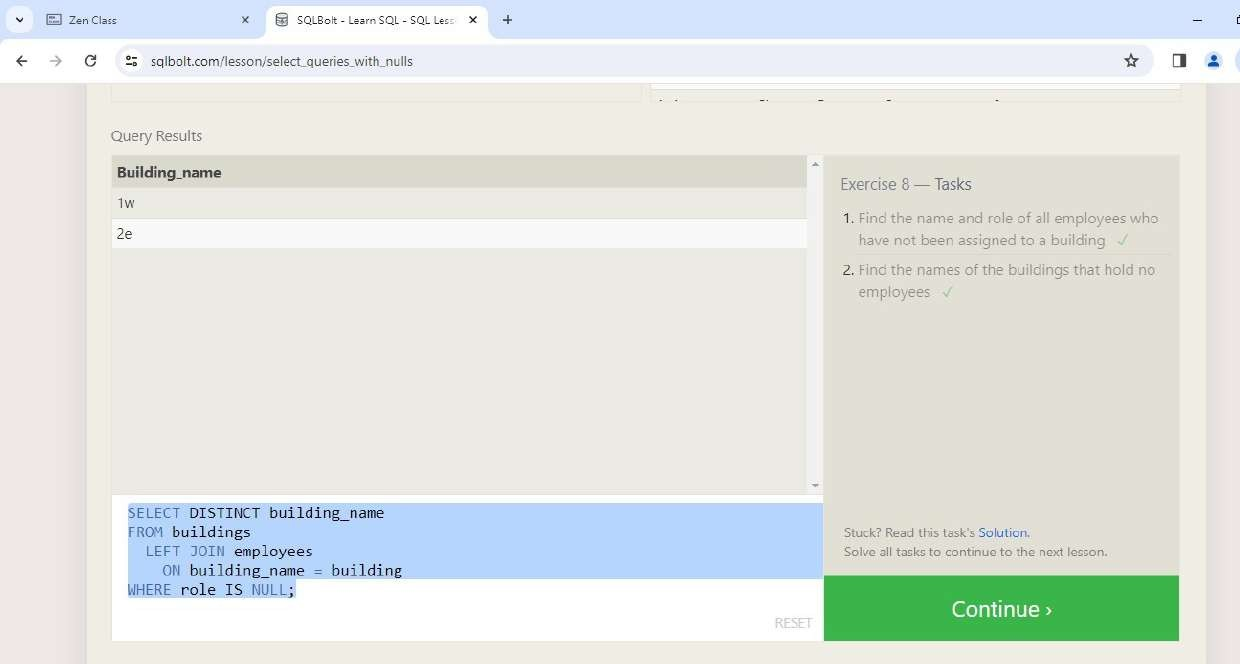 Zen Class
SQLBolt - Learn SQL - SQL Less
sqlbolt.com/lesson/select_queries_with_nulls
Query Results
Building_name
1w
2e
Exercise 8 — Tasks
1. Find the name and role of all employees who
have not been assigned to a building ✓
2. Find the names of the buildings that hold no
employees ✓
SELECT DISTINCT building_name
FROM buildings
LEFT JOIN employees
ON building_name = building
WHERE role IS NULL;
RESET
Stuck? Read this task's Solution.
Solve all tasks to continue to the next lesson.
Continue ›